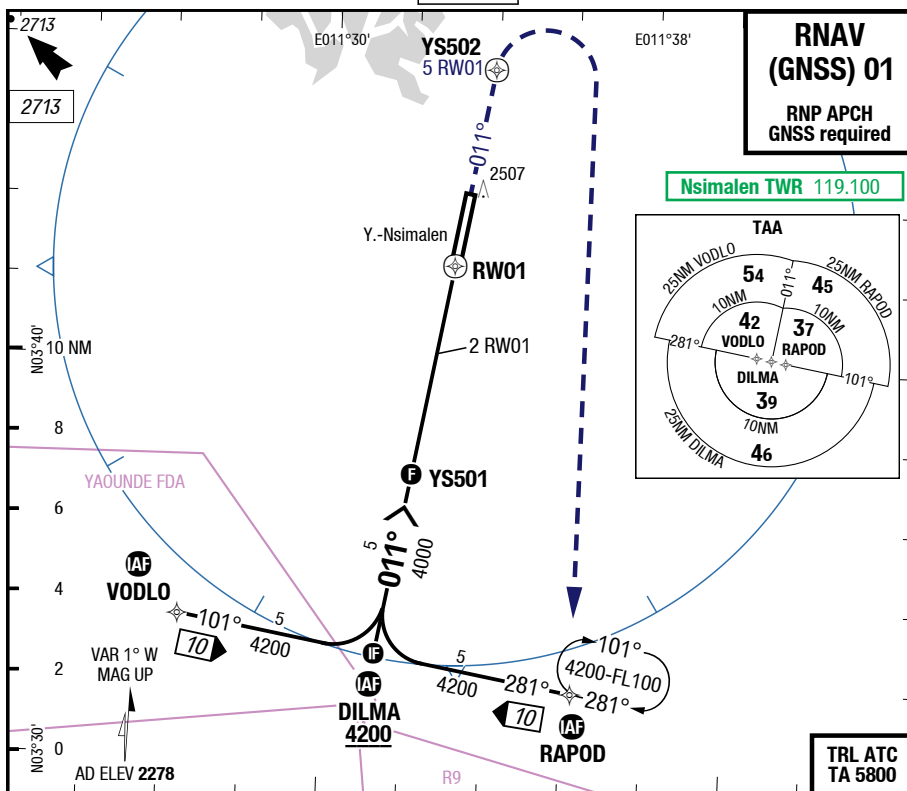 2713
2713
E011°30'
E011°38'
YS502
5 RW01
RNAV
(GNSS) 01
RNP APCH
GNSS required
Nsimalen TWR 119.100
011°
2507
Y.-Nsimalen
RW01
2 RW01
TAA
25NM VODLO
25NM RAPOD
54
45
011°
10NM
10NM
42
37
VODLO
RAPOD
281°
101°
DILMA
39
10NM
25NM DILMA
46
N03°40'
10 NM
8
YAOUNDE FDA
YS501
F
6
5
011°
4000
4
IAF
VODLO
101°
5
4200
10
2
VAR 1° W
MAG UP
IF
IAF
DILMA
4200
5
4200
281°
10
101°
4200-FL100
281°
IAF
RAPOD
N03°30'
0
AD ELEV 2278
R9
TRL ATC
TA 5800